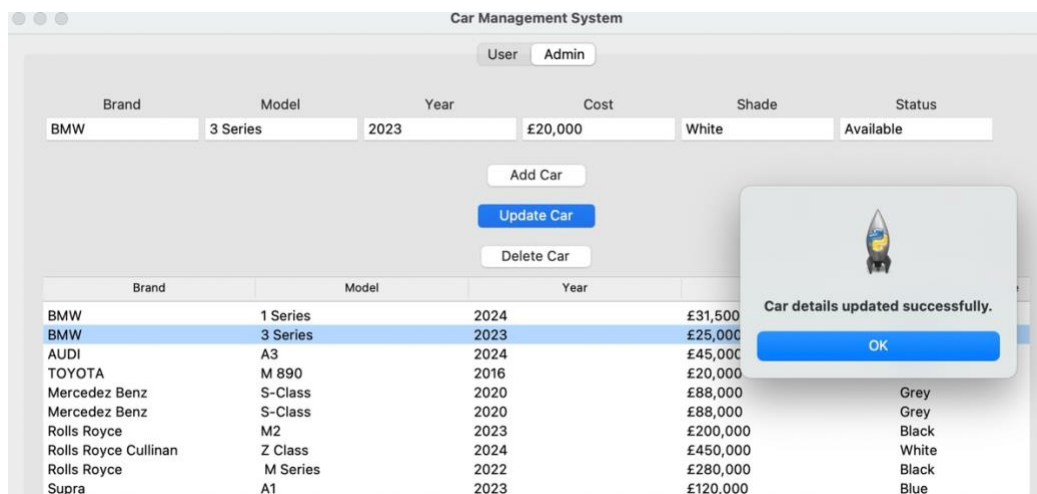 Car Management System
User Admin
Brand Model Year Cost Shade Status
BMW 3 Series 2023 £20,000 White Available
Add Car
Update Car
Delete Car
Car details updated successfully.
OK
Brand Model Year
BMW 1 Series 2024 £31,500
BMW 3 Series 2023 £25,000
AUDI A3 2024 £45,000
TOYOTA M 890 2016 £20,000
Mercedez Benz S-Class 2020 £88,000 Grey
Mercedez Benz S-Class 2020 £88,000 Grey
Rolls Royce M2 2023 £200,000 Black
Rolls Royce Cullinan Z Class 2024 £450,000 White
Rolls Royce M Series 2022 £280,000 Black
Supra A1 2023 £120,000 Blue